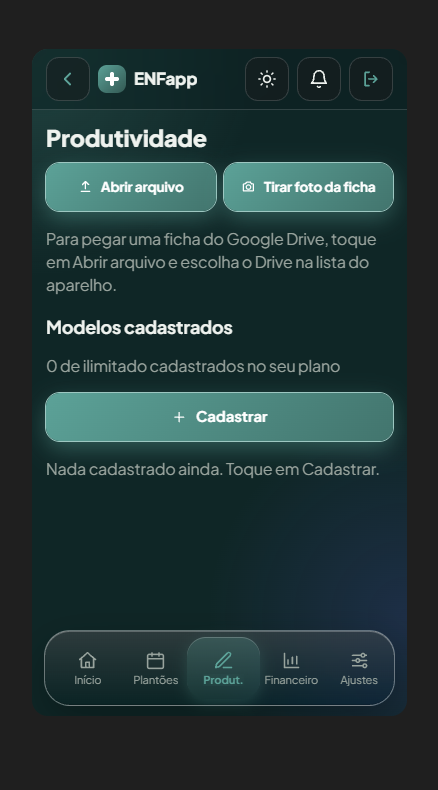 ENFapp
Produtividade
Abrir arquivo
Tirar foto da ficha
Para pegar uma ficha do Google Drive, toque
em Abrir arquivo e escolha o Drive na lista do
aparelho.
Modelos cadastrados
0 de ilimitado cadastrados no seu plano
Cadastrar
Nada cadastrado ainda. Toque em Cadastrar.
Início
Plantões
Produt.
Financeiro
Ajustes